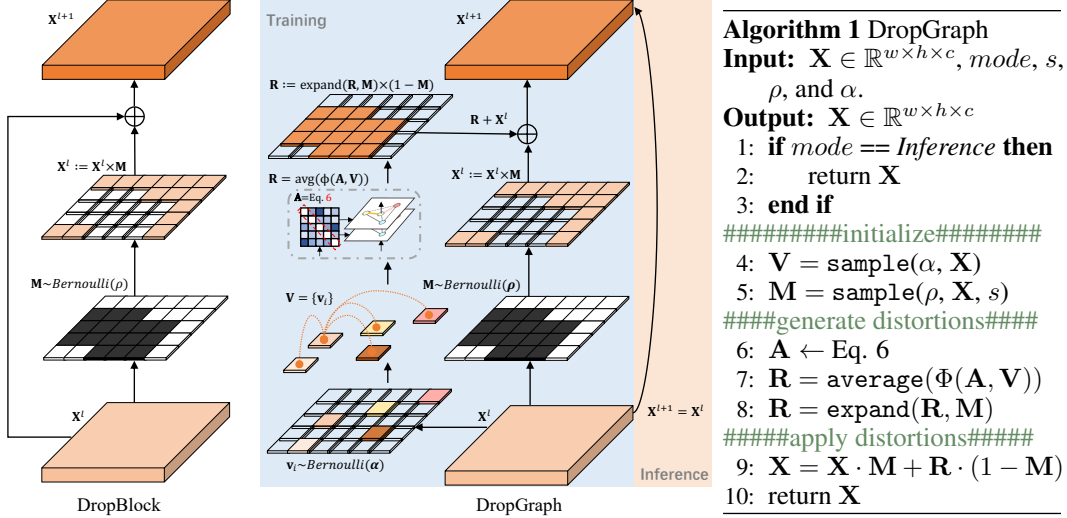 X^{l+1}
X^l := X^l×M
M~Bernoulli(ρ)
X^l
DropBlock
Training
X^{l+1}
R := expand(R, M)×(1 − M)
R + X^l
R = avg(ϕ(A, V))
A=Eq. 6
X^l := X^l×M
M~Bernoulli(ρ)
V = {v_i}
X^l
X^{l+1} = X^l
v_i~Bernoulli(α)
Inference
DropGraph
Algorithm 1 DropGraph
Input: X ∈ ℝ^{w×h×c}, mode, s,
ρ, and α.
Output: X ∈ ℝ^{w×h×c}
1: if mode == Inference then
2: return X
3: end if
#########initialize########
4: V = sample(α, X)
5: M = sample(ρ, X, s)
####generate distortions####
6: A ← Eq. 6
7: R = average(Φ(A, V))
8: R = expand(R, M)
#####apply distortions#####
9: X = X · M + R · (1 − M)
10: return X